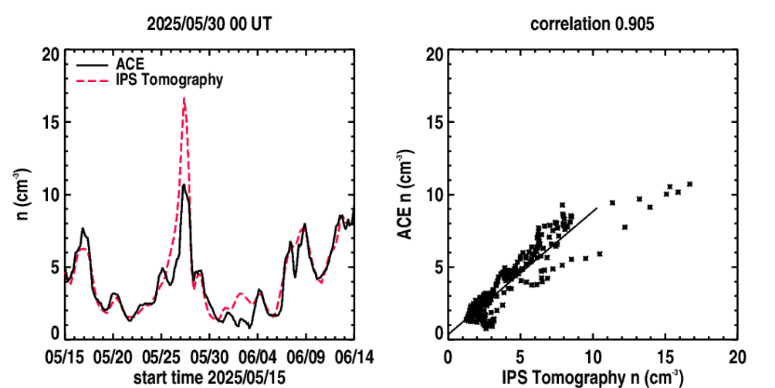 2025/05/30 00 UT
20
15
10
5
0
n (cm⁻³)
ACE
IPS Tomography
05/15 05/20 05/25 05/30 06/04 06/09 06/14
start time 2025/05/15
correlation 0.905
20
15
10
5
0
ACE n (cm⁻³)
0 5 10 15 20
IPS Tomography n (cm⁻³)